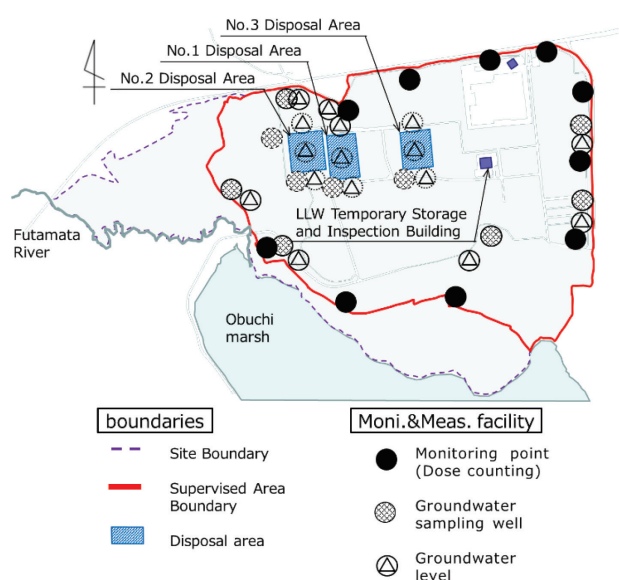 No.3 Disposal Area
No.1 Disposal Area
No.2 Disposal Area
LLW Temporary Storage
and Inspection Building
Futamata
River
Obuchi
marsh
boundaries
Site Boundary
Supervised Area
Boundary
Disposal area
Moni.&Meas. facility
Monitoring point
(Dose counting)
Groundwater
sampling well
Groundwater
level